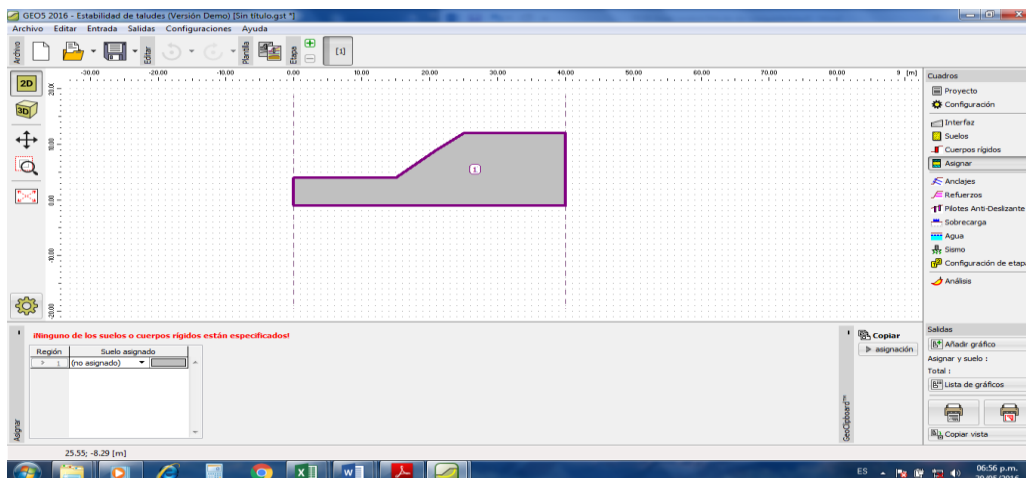 GEO5 2016 - Estabilidad de taludes (Versión Demo) [Sin título.gst *]
Archivo Editar Entrada Salidas Configuraciones Ayuda
Archivo
Editar
Plantilla
Etapa
[1]
2D
3D
-30.00 -20.00 -10.00 0.00 10.00 20.00 30.00 40.00 50.00 60.00 70.00 80.00 9 [m]
20.0
10.00
0.00
-10.00
-20.00
1
Cuadros
Proyecto
Configuración
Interfaz
Suelos
Cuerpos rígidos
Asignar
Anclajes
Refuerzos
Pilotes Anti-Deslizante
Sobrecarga
Agua
Sismo
Configuración de etap
Análisis
¡Ninguno de los suelos o cuerpos rígidos están especificados!
Región Suelo asignado
1 (no asignado)
Asignar
Copiar
asignación
GeoClipboard™
Salidas
Añadir gráfico
Asignar y suelo :
Total :
Lista de gráficos
Copiar vista
25.55; -8.29 [m]
ES
06:56 p.m.